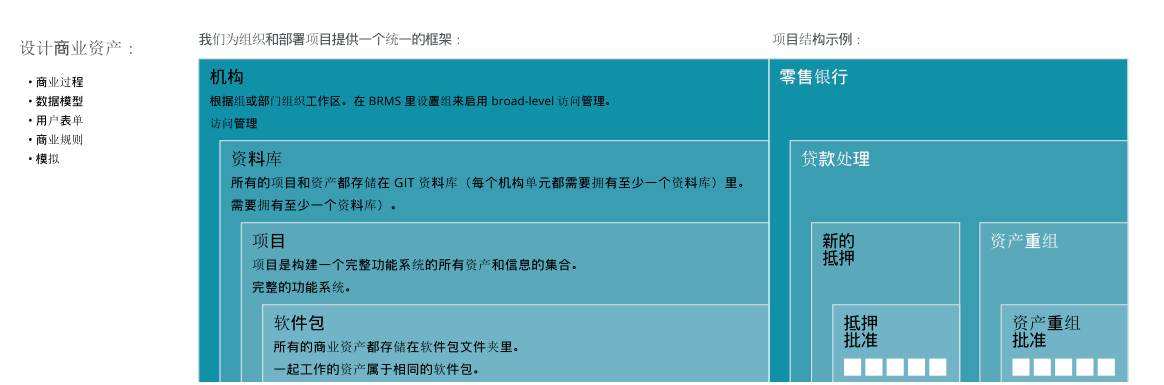 设计商业资产：
• 商业过程
• 数据模型
• 用户表单
• 商业规则
• 模拟
我们为组织和部署项目提供一个统一的框架：
机构
根据组或部门组织工作区。在 BRMS 里设置组来启用 broad-level 访问管理。
访问管理
资料库
所有的项目和资产都存储在 GIT 资料库（每个机构单元都需要拥有至少一个资料库）里。
需要拥有至少一个资料库）。
项目
项目是构建一个完整功能系统的所有资产和信息的集合。
完整的功能系统。
软件包
所有的商业资产都存储在软件包文件夹里。
一起工作的资产属于相同的软件包。
项目结构示例：
零售银行
贷款处理
新的
抵押
抵押
批准
资产重组
资产重组
批准